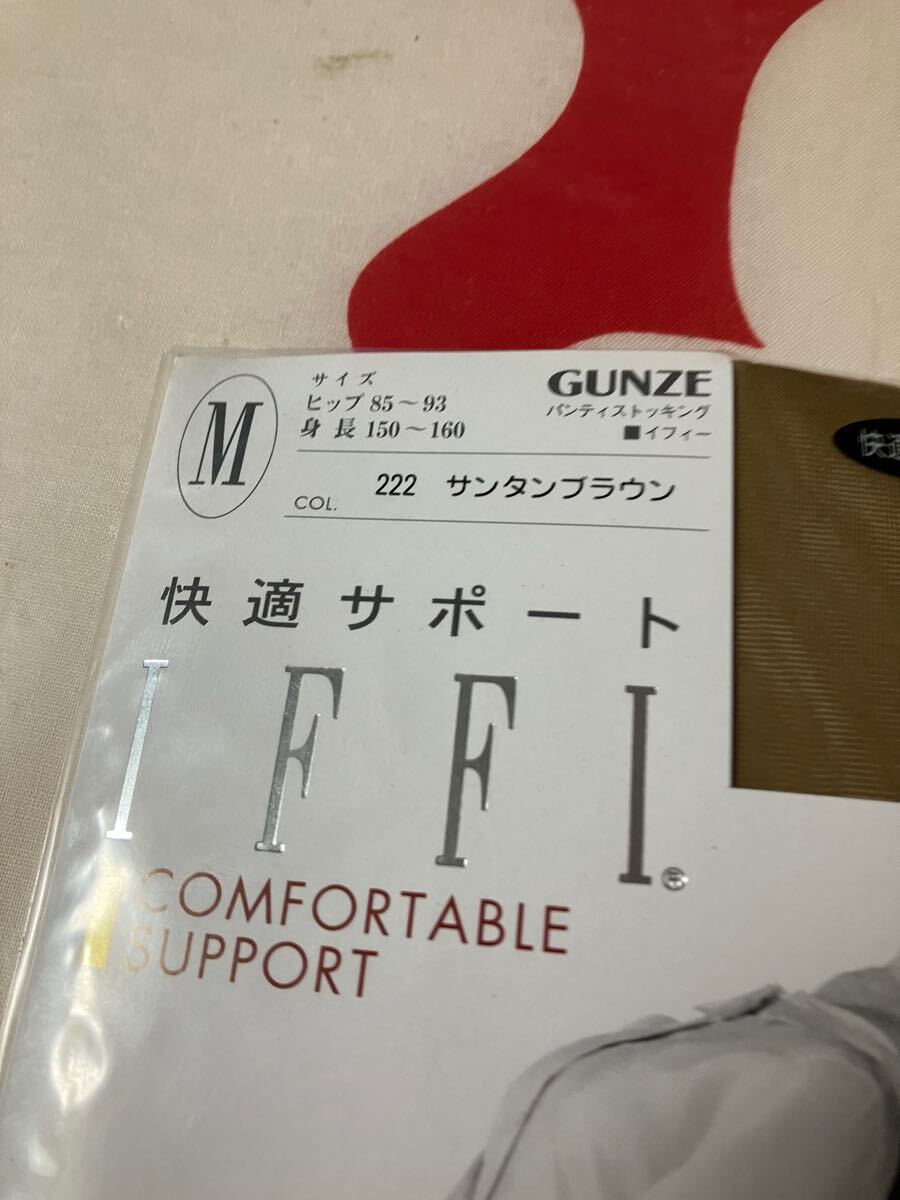 M
サイズ
ヒップ 85～93
身長 150～160
GUNZE
パンティストッキング
■イフィー
COL. 222 サンタンブラウン
快適
快適サポート
IFFI®
COMFORTABLE
SUPPORT